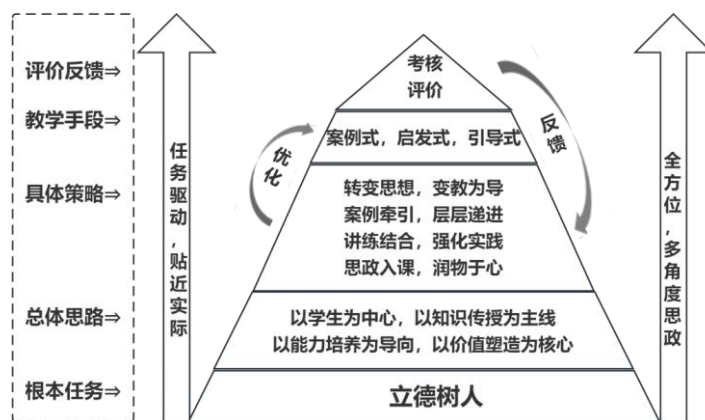 评价反馈⇒
教学手段⇒
具体策略⇒
总体思路⇒
根本任务⇒
任务驱动，贴近实际
优化
考核
评价
案例式，启发式，引导式
转变思想，变教为导
案例牵引，层层递进
讲练结合，强化实践
思政入课，润物于心
以学生为中心，以知识传授为主线
以能力培养为导向，以价值塑造为核心
立德树人
反馈
全方位，多角度思政